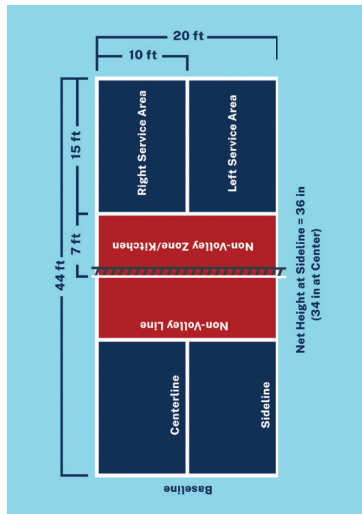 20 ft
10 ft
44 ft
15 ft
7 ft
Right Service Area
Left Service Area
Non-Volley Zone/Kitchen
Non-Volley Line
Centerline
Sideline
Baseline
Net Height at Sideline = 36 in
(34 in at Center)